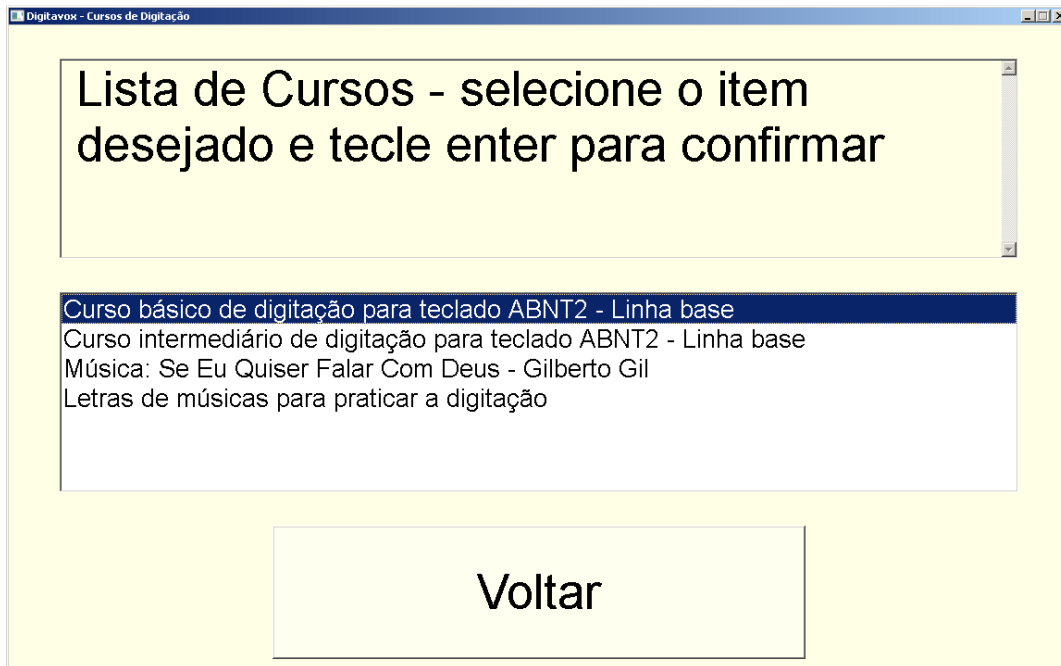 Digitavox - Cursos de Digitação
Lista de Cursos - selecione o item
desejado e tecle enter para confirmar
Curso básico de digitação para teclado ABNT2 - Linha base
Curso intermediário de digitação para teclado ABNT2 - Linha base
Música: Se Eu Quiser Falar Com Deus - Gilberto Gil
Letras de músicas para praticar a digitação
Voltar